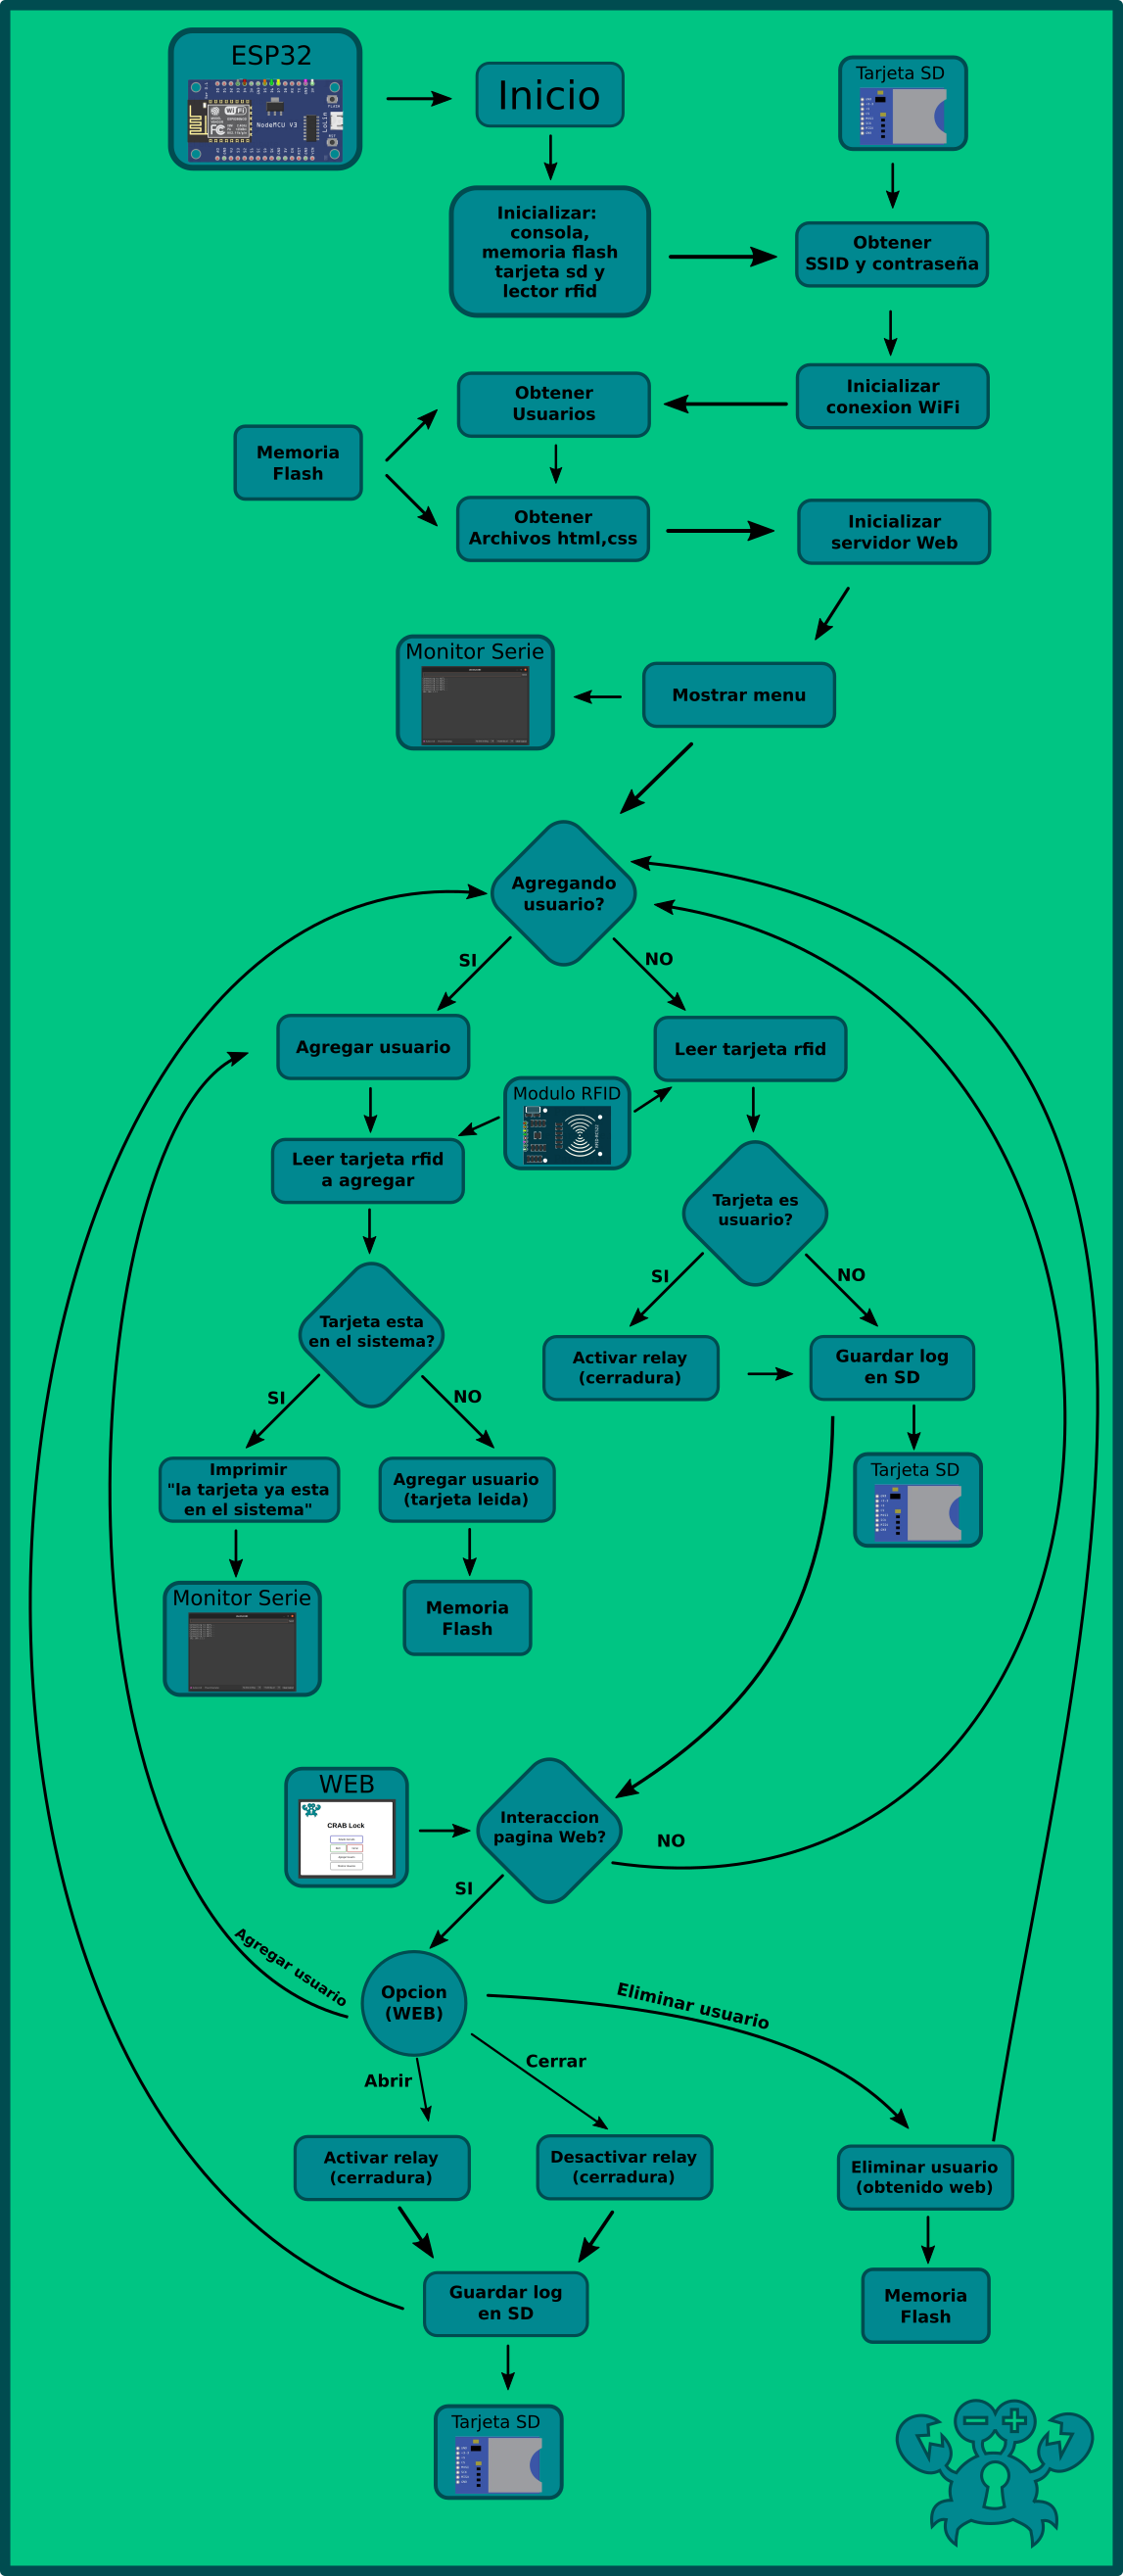 ESP32
NodeMCU V3
LoLin
WiFi
FLASH
RST
Inicio
Tarjeta SD
Inicializar:
consola,
memoria flash
tarjeta sd y
lector rfid
Obtener
SSID y contraseña
Obtener
Usuarios
Inicializar
conexion WiFi
Memoria
Flash
Obtener
Archivos html,css
Inicializar
servidor Web
Monitor Serie
Mostrar menu
Agregando
usuario?
SI
NO
Agregar usuario
Leer tarjeta rfid
Modulo RFID
Leer tarjeta rfid
a agregar
Tarjeta es
usuario?
SI
NO
Tarjeta esta
en el sistema?
Activar relay
(cerradura)
Guardar log
en SD
SI
NO
Imprimir
"la tarjeta ya esta
en el sistema"
Agregar usuario
(tarjeta leida)
Tarjeta SD
Monitor Serie
Memoria
Flash
WEB
CRAB Lock
Interaccion
pagina Web?
NO
SI
Agregar usuario
Opcion
(WEB)
Eliminar usuario
Cerrar
Abrir
Activar relay
(cerradura)
Desactivar relay
(cerradura)
Eliminar usuario
(obtenido web)
Guardar log
en SD
Memoria
Flash
Tarjeta SD